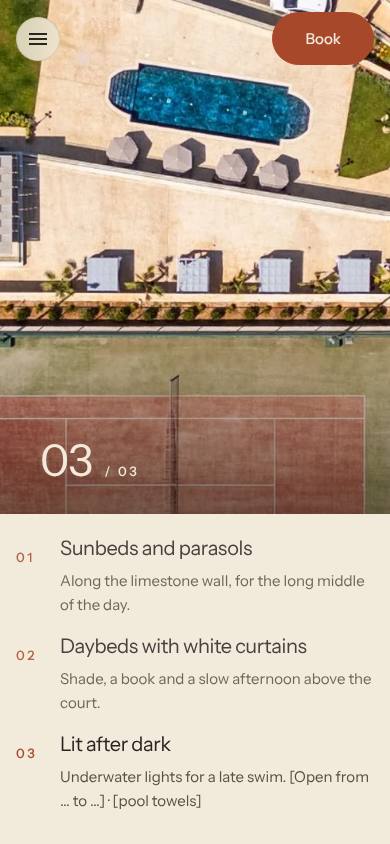 Book
03 / 03
01 Sunbeds and parasols
Along the limestone wall, for the long middle
of the day.
02 Daybeds with white curtains
Shade, a book and a slow afternoon above the
court.
03 Lit after dark
Underwater lights for a late swim. [Open from
... to ...] · [pool towels]